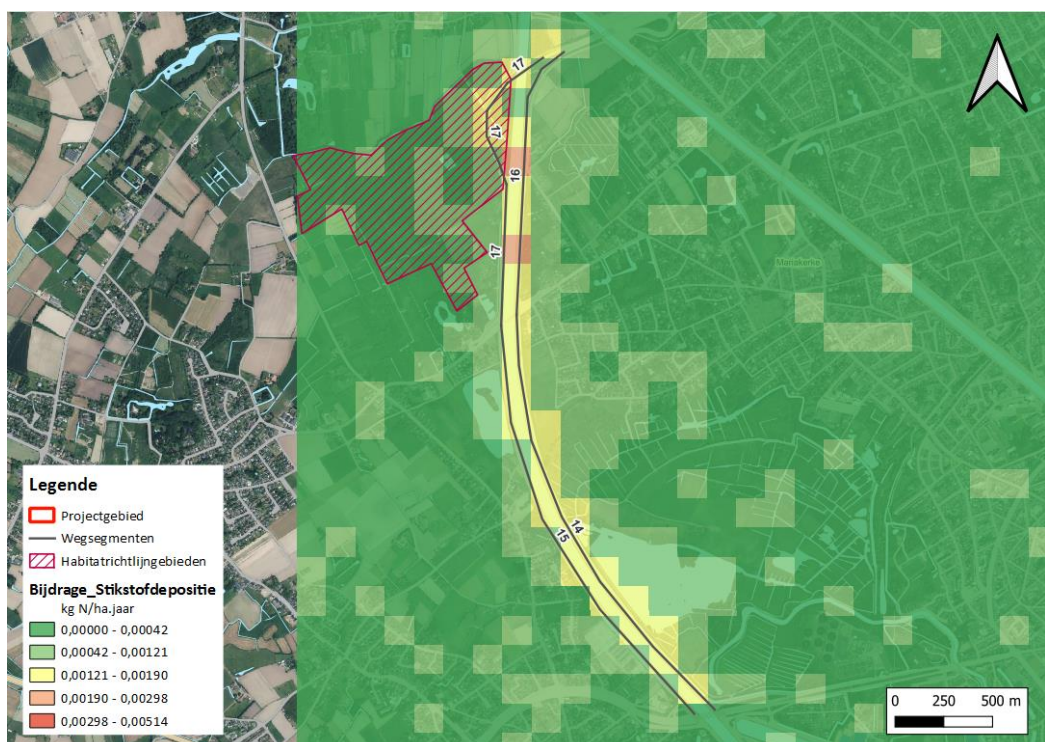 17
17
16
17
Mariakerke
14
15
Legende
Projectgebied
Wegsegmenten
Habitatrichtlijngebieden
Bijdrage_Stikstofdepositie
kg N/ha.jaar
0,00000 - 0,00042
0,00042 - 0,00121
0,00121 - 0,00190
0,00190 - 0,00298
0,00298 - 0,00514
0 250 500 m